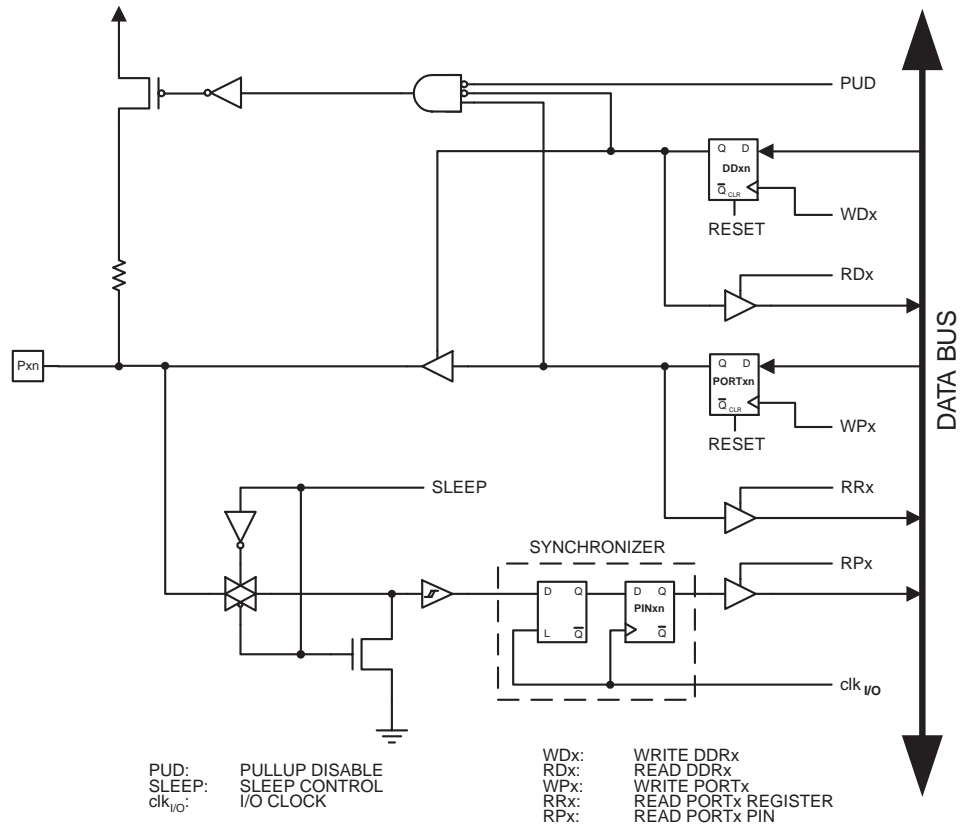 PUD
Q D
DDxn
Q CLR
WDx
RESET
RDx
Pxn
Q D
PORTxn
Q CLR
WPx
RESET
DATA BUS
SLEEP
RRx
SYNCHRONIZER
RPx
D Q
L Q
D Q
PINxn
Q
clk I/O
PUD: PULLUP DISABLE
SLEEP: SLEEP CONTROL
clkI/O: I/O CLOCK
WDx: WRITE DDRx
RDx: READ DDRx
WPx: WRITE PORTx
RRx: READ PORTx REGISTER
RPx: READ PORTx PIN